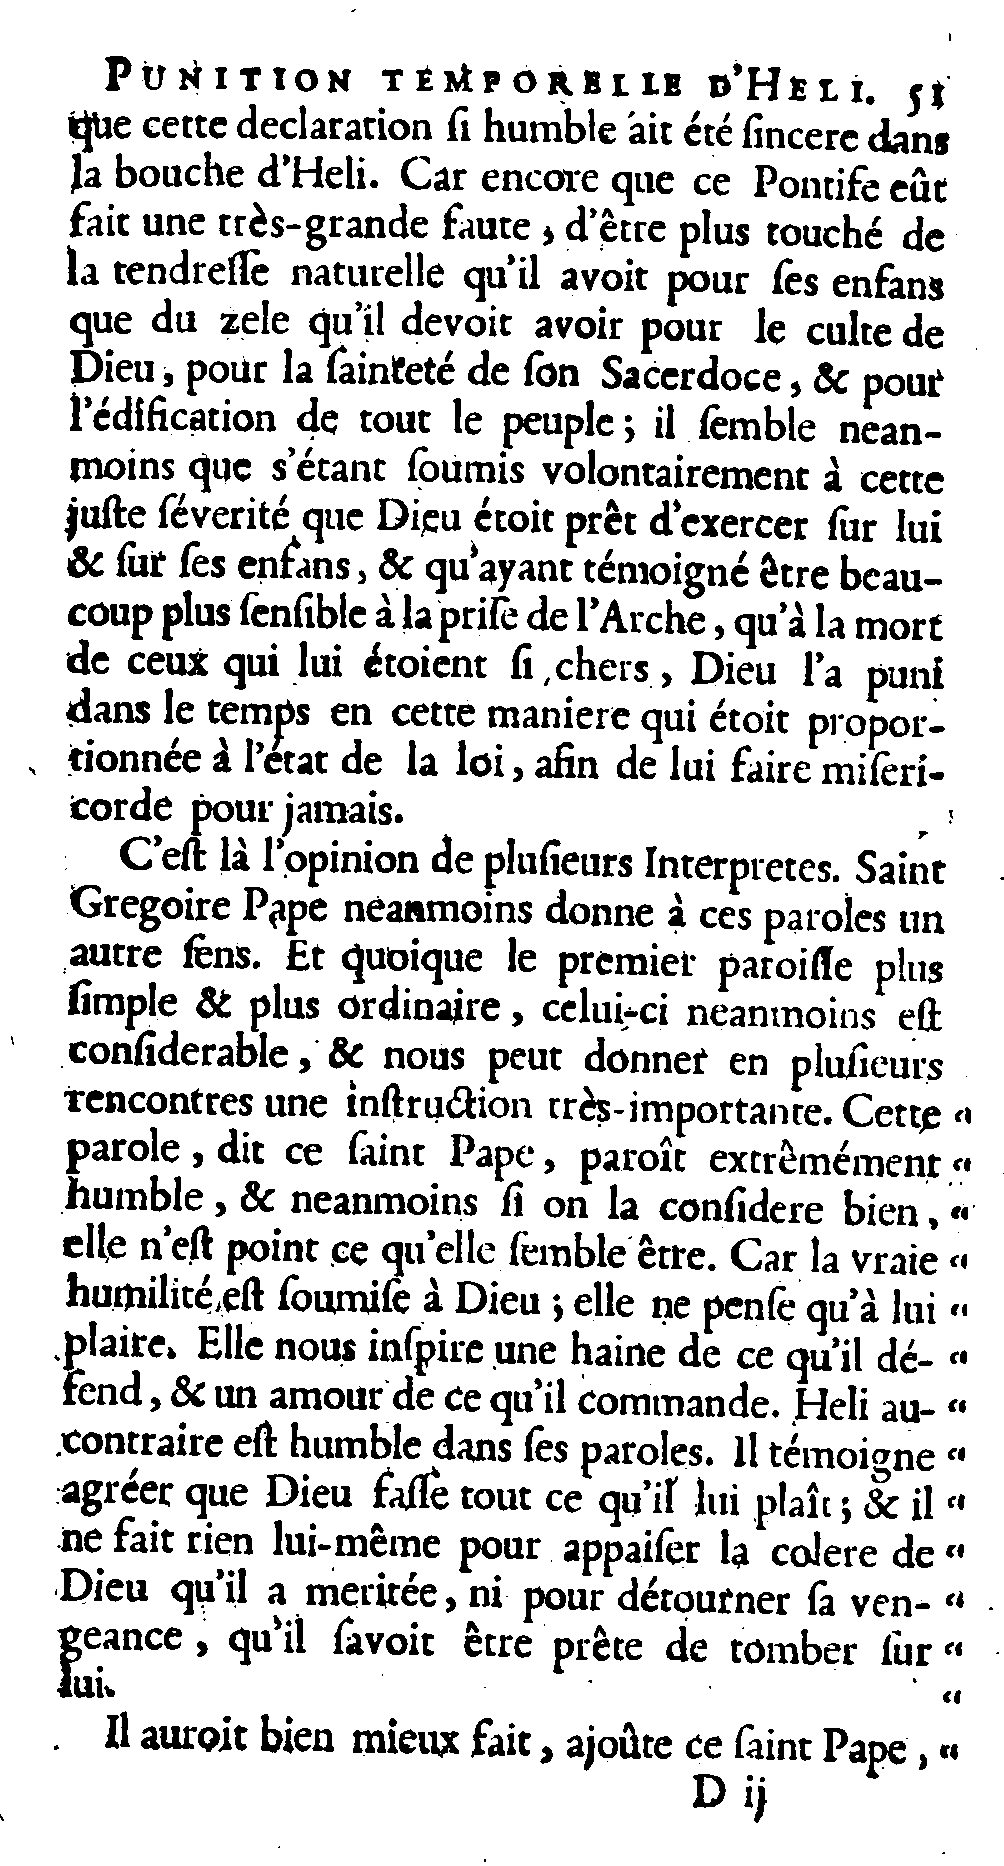 PUNITION TEMPORELLE D'HELI. 51
que cette declaration ſi humble ait été ſincere dans
la bouche d'Heli. Car encore que ce Pontife eût
fait une très-grande faute, d'être plus touché de
la tendreſſe naturelle qu'il avoit pour ſes enfans
que du zele qu'il devoit avoir pour le culte de
Dieu, pour la ſainteté de ſon Sacerdoce, & pour
l'édification de tout le peuple; il ſemble nean-
moins que s'étant ſoumis volontairement à cette
juſte ſéverité que Dieu étoit prêt d'exercer ſur lui
& ſur ſes enfans, & qu'ayant témoigné être beau-
coup plus ſenſible à la priſe de l'Arche, qu'à la mort
de ceux qui lui étoient ſi chers, Dieu l'a puni
dans le temps en cette maniere qui étoit propor-
tionnée à l'état de la loi, afin de lui faire miſeri-
corde pour jamais.
C'eſt là l'opinion de pluſieurs Interpretes. Saint
Gregoire Pape neanmoins donne à ces paroles un
autre ſens. Et quoique le premier paroiſſe plus
ſimple & plus ordinaire, celui-ci neanmoins eſt
conſiderable, & nous peut donner en pluſieurs
rencontres une inſtruction très-importante. Cette “
parole, dit ce ſaint Pape, paroît extrêmément “
humble, & neanmoins ſi on la conſidere bien, “
elle n'eſt point ce qu'elle ſemble être. Car la vraie “
humilité eſt ſoumiſe à Dieu; elle ne penſe qu'à lui “
plaire. Elle nous inſpire une haine de ce qu'il dé- “
fend, & un amour de ce qu'il commande. Heli au- “
contraire eſt humble dans ſes paroles. Il témoigne “
agréer que Dieu faſſe tout ce qu'il lui plaît; & il “
ne fait rien lui-même pour appaiſer la colere de “
Dieu qu'il a meritée, ni pour détourner ſa ven- “
geance, qu'il ſavoit être prête de tomber ſur “
lui. “
Il auroit bien mieux fait, ajoûte ce ſaint Pape, “
D ij